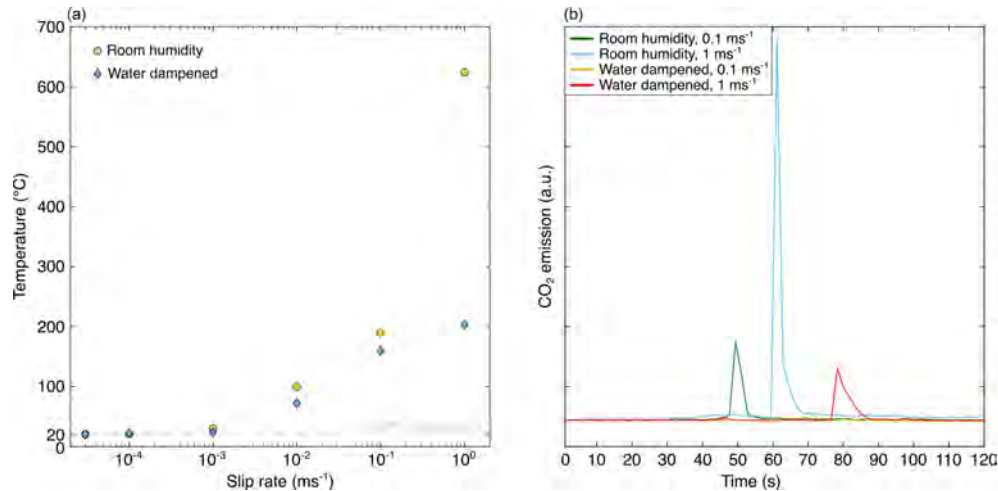 (a)
700
600
500
400
300
200
100
20
0
Temperature (°C)
Room humidity
Water dampened
10⁻⁴
10⁻³
10⁻²
10⁻¹
10⁰
Slip rate (ms⁻¹)
(b)
Room humidity, 0.1 ms⁻¹
Room humidity, 1 ms⁻¹
Water dampened, 0.1 ms⁻¹
Water dampened, 1 ms⁻¹
CO₂ emission (a.u.)
0 10 20 30 40 50 60 70 80 90 100 110 120
Time (s)